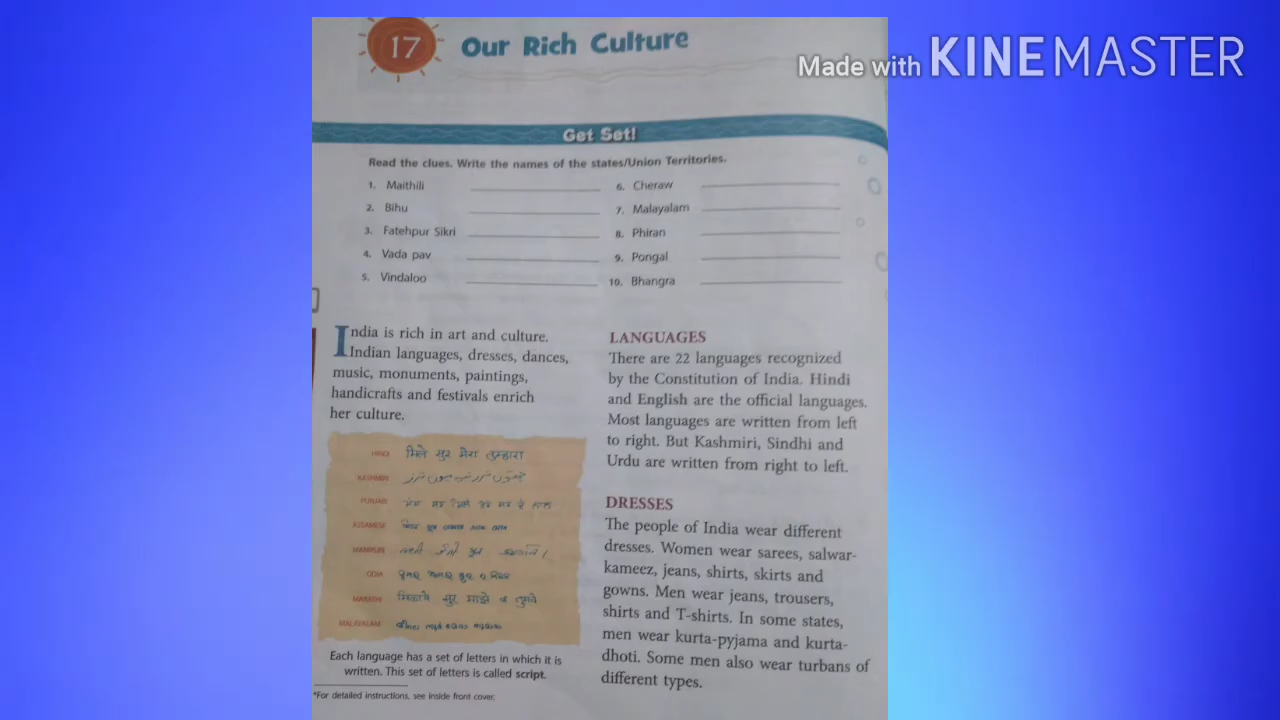 17 Our Rich Culture
Made with KINEMASTER
Get Set!
Read the clues. Write the names of the states/Union Territories.
1. Maithili
2. Bihu
3. Fatehpur Sikri
4. Vada pav
5. Vindaloo
6. Cheraw
7. Malayalam
8. Phiran
9. Pongal
10. Bhangra
India is rich in art and culture.
Indian languages, dresses, dances,
music, monuments, paintings,
handicrafts and festivals enrich
her culture.
HINDI मिले सुर मेरा तुम्हारा
KASHMIRI
PUNJABI
ASSAMESE
MANIPURI
ODIA
MARATHI सुर माझे
MALAYALAM
Each language has a set of letters in which it is
written. This set of letters is called script.
*For detailed instructions, see inside front cover.
LANGUAGES
There are 22 languages recognized
by the Constitution of India. Hindi
and English are the official languages.
Most languages are written from left
to right. But Kashmiri, Sindhi and
Urdu are written from right to left.
DRESSES
The people of India wear different
dresses. Women wear sarees, salwar-
kameez, jeans, shirts, skirts and
gowns. Men wear jeans, trousers,
shirts and T-shirts. In some states,
men wear kurta-pyjama and kurta-
dhoti. Some men also wear turbans of
different types.